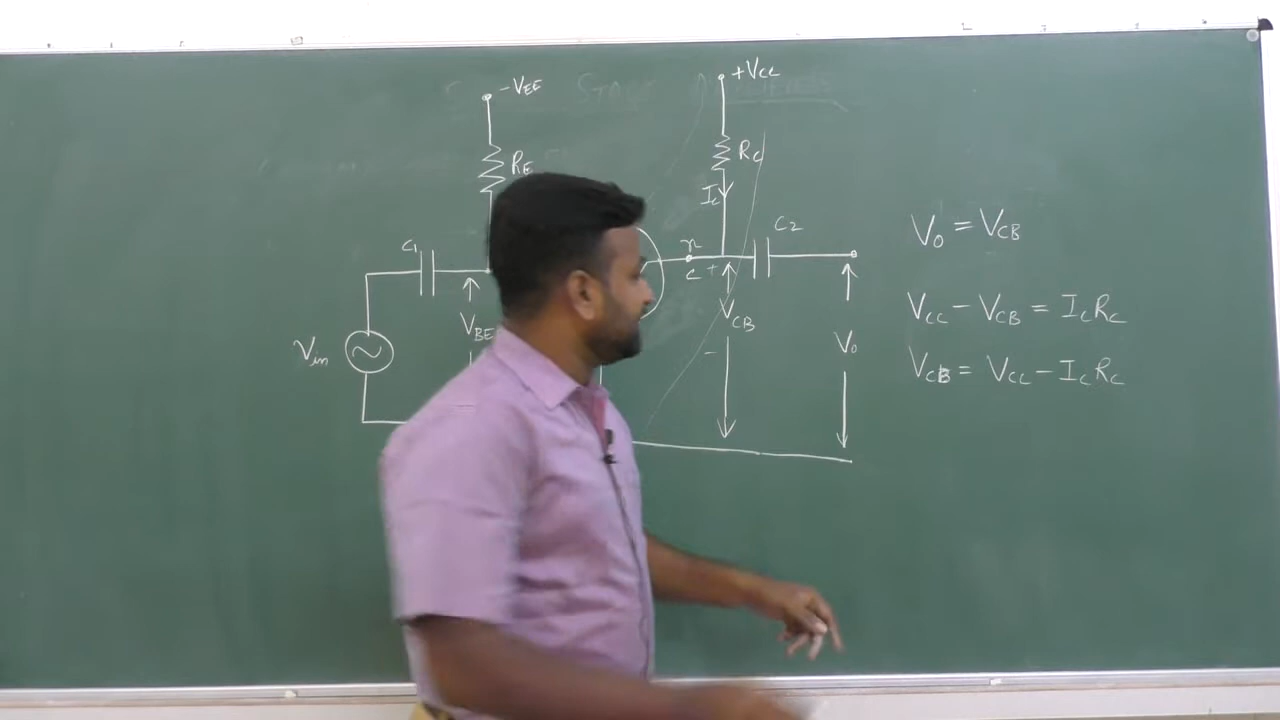 -VEE
+VCC
RE
RC
IC
C1
n
C2
C +
VBE
VCB
-
Vin
Vo
Vo = VCB
VCC - VCB = ICRC
VCB = VCC - ICRC